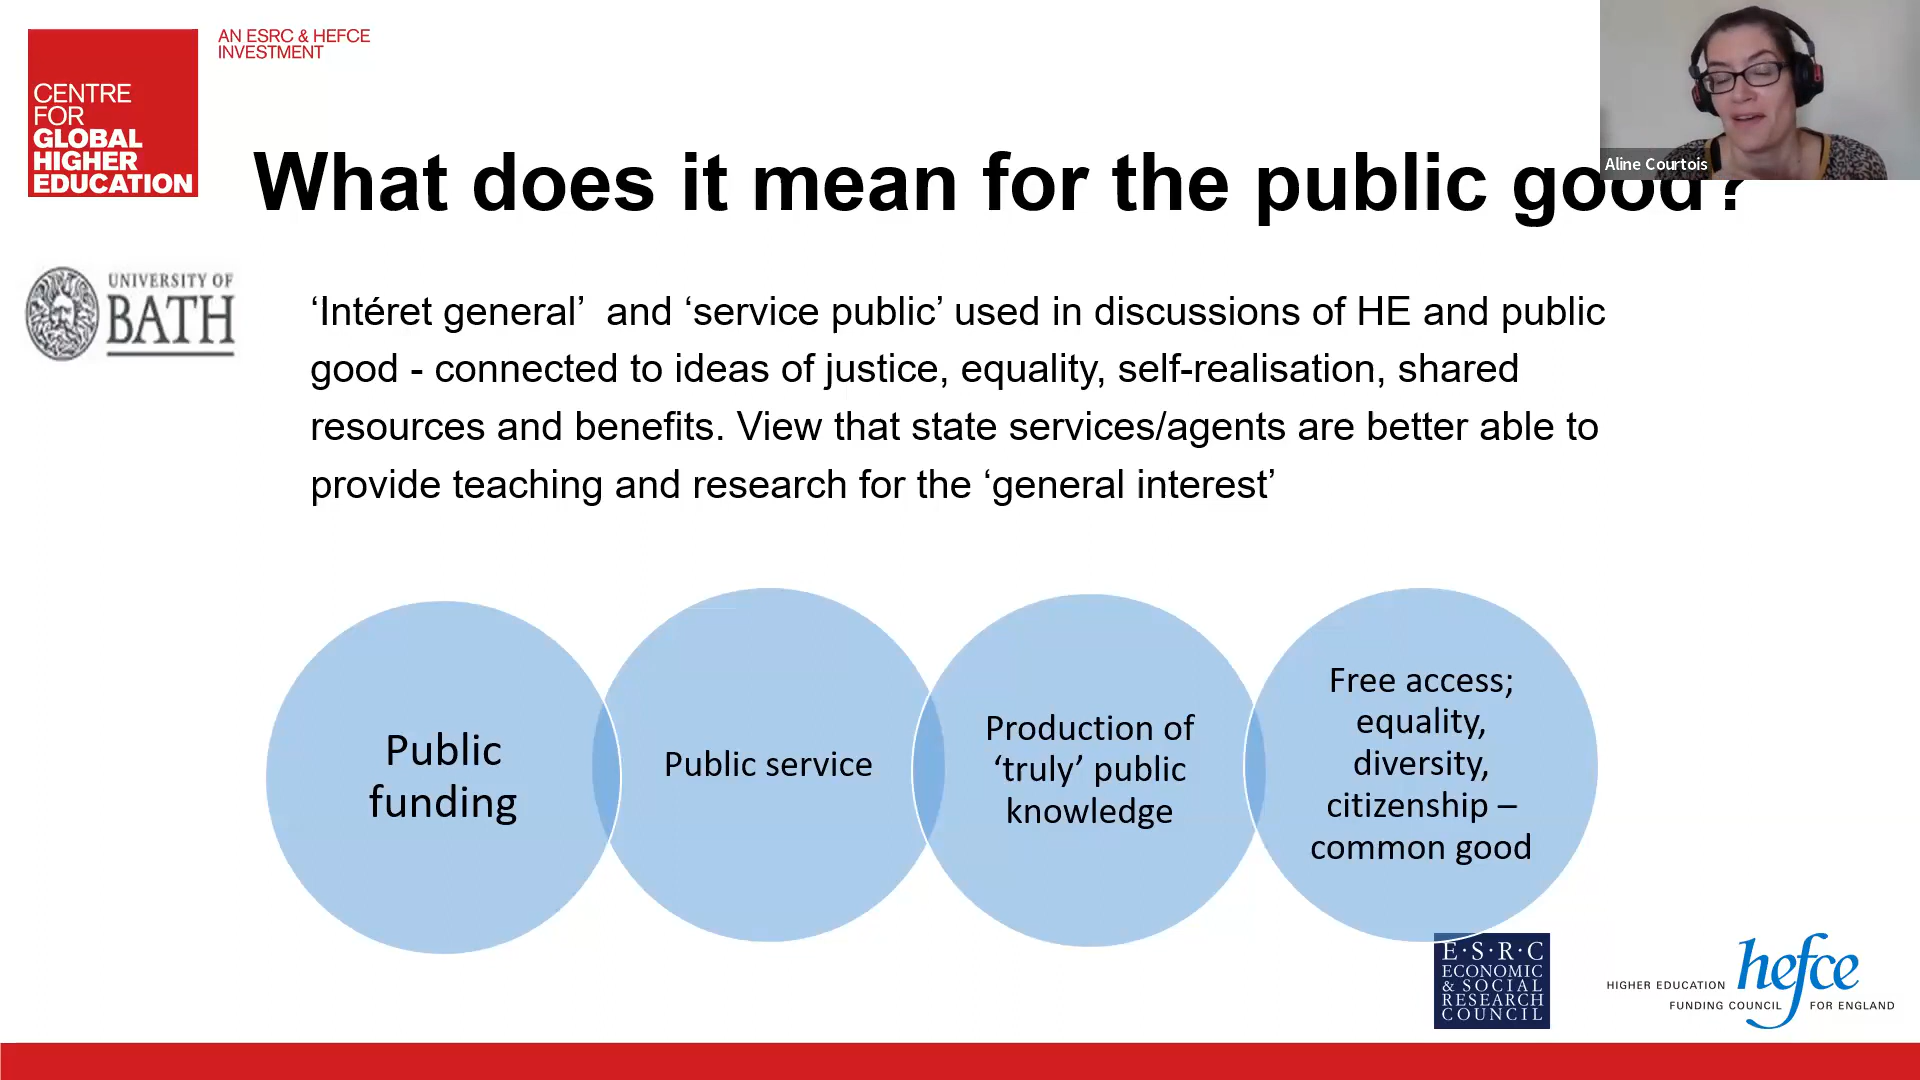 AN ESRC & HEFCE
INVESTMENT
CENTRE
FOR
GLOBAL
HIGHER
EDUCATION
Aline Courtois
What does it mean for the public good?
UNIVERSITY OF
BATH
‘Intéret general’  and ‘service public’ used in discussions of HE and public
good - connected to ideas of justice, equality, self-realisation, shared
resources and benefits. View that state services/agents are better able to
provide teaching and research for the ‘general interest’
Public
funding
Public service
Production of
‘truly’ public
knowledge
Free access;
equality,
diversity,
citizenship –
common good
E·S·R·C
ECONOMIC
& SOCIAL
RESEARCH
COUNCIL
hefce
HIGHER EDUCATION
FUNDING COUNCIL FOR ENGLAND